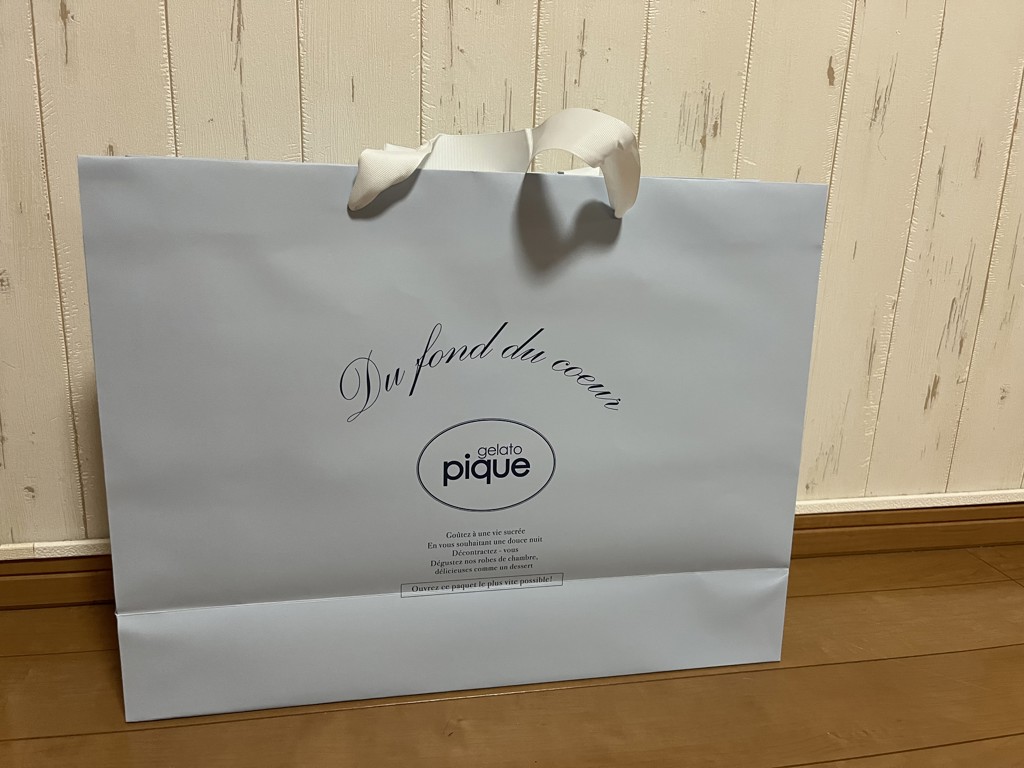 Du fond du coeur
gelato
pique
Goûtez à une vie sucrée
En vous souhaitant une douce nuit
Décontractez - vous
Dégustez nos robes de chambre,
délicieuses comme un dessert
Ouvrez ce paquet le plus vite possible!